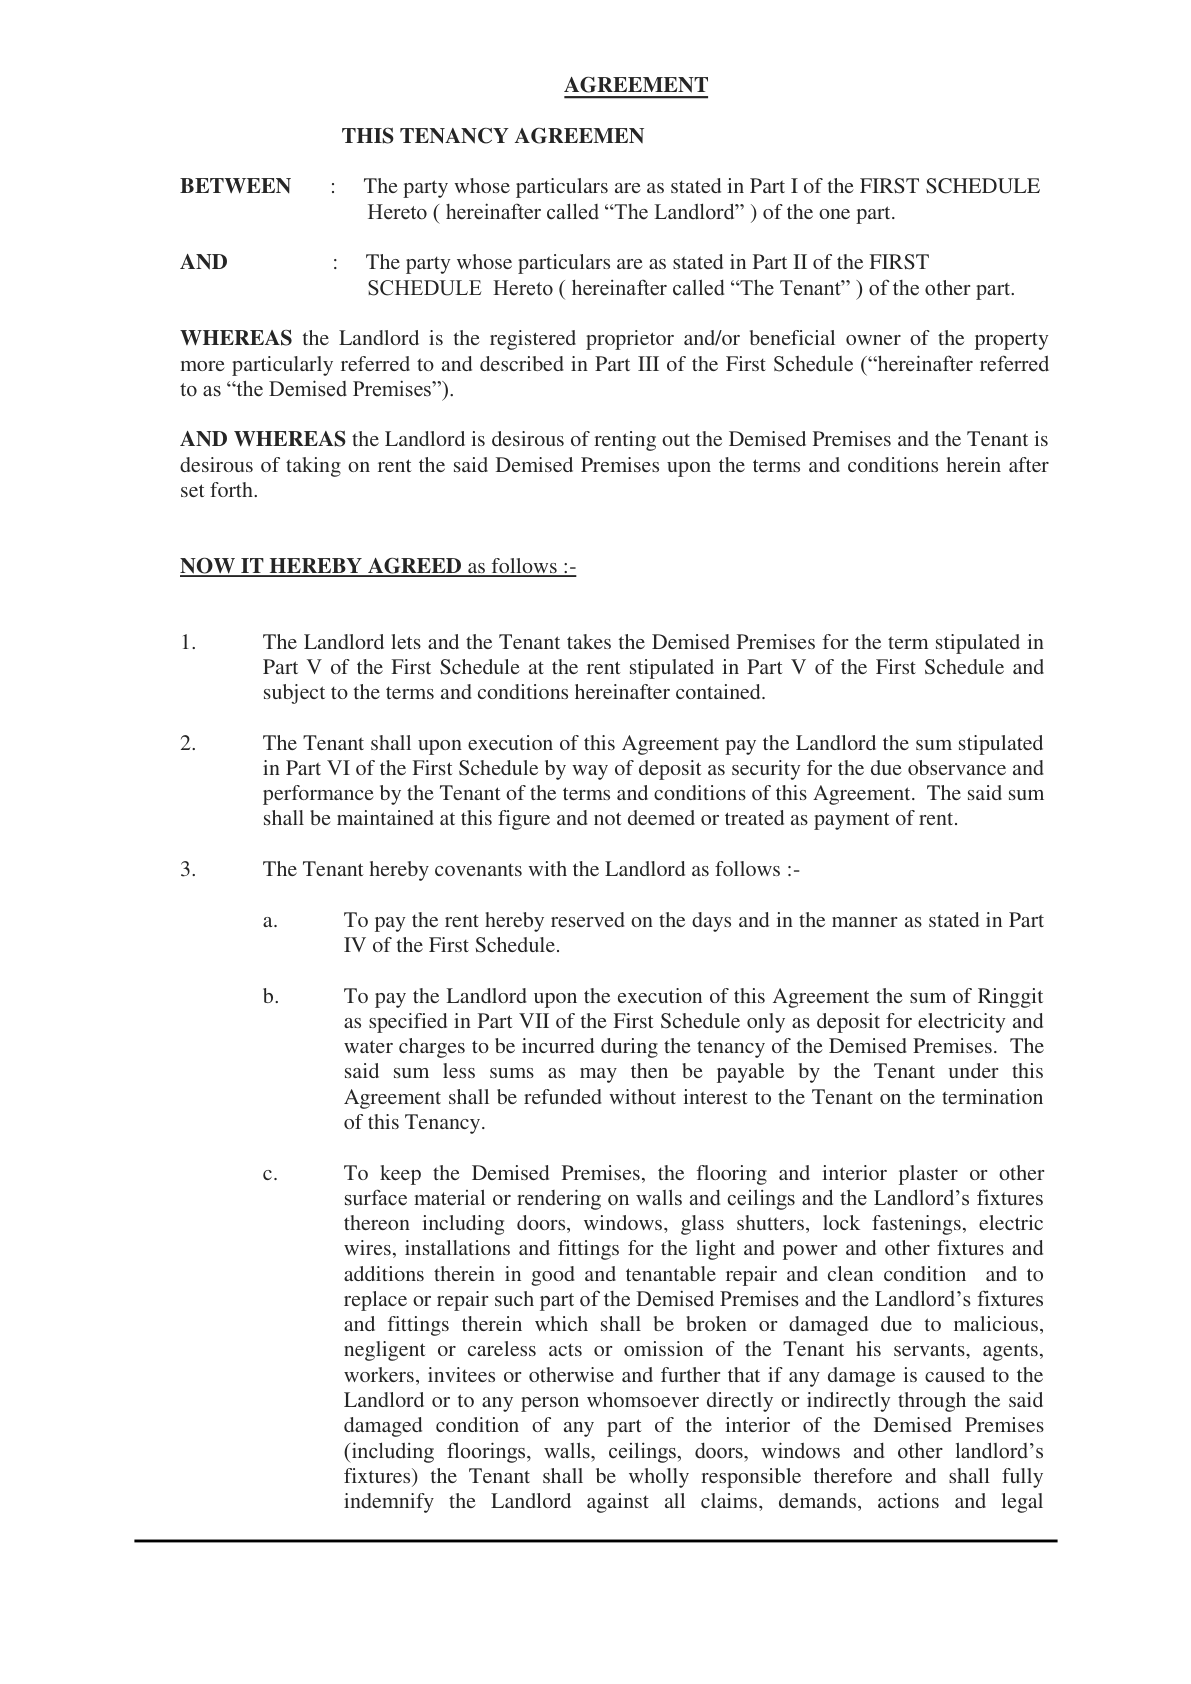 AGREEMENT
THIS TENANCY AGREEMEN
BETWEEN : The party whose particulars are as stated in Part I of the FIRST SCHEDULE
Hereto ( hereinafter called “The Landlord” ) of the one part.
AND : The party whose particulars are as stated in Part II of the FIRST
SCHEDULE Hereto ( hereinafter called “The Tenant” ) of the other part.
WHEREAS the Landlord is the registered proprietor and/or beneficial owner of the property
more particularly referred to and described in Part III of the First Schedule (“hereinafter referred
to as “the Demised Premises”).
AND WHEREAS the Landlord is desirous of renting out the Demised Premises and the Tenant is
desirous of taking on rent the said Demised Premises upon the terms and conditions herein after
set forth.
NOW IT HEREBY AGREED as follows :-
1. The Landlord lets and the Tenant takes the Demised Premises for the term stipulated in
Part V of the First Schedule at the rent stipulated in Part V of the First Schedule and
subject to the terms and conditions hereinafter contained.
2. The Tenant shall upon execution of this Agreement pay the Landlord the sum stipulated
in Part VI of the First Schedule by way of deposit as security for the due observance and
performance by the Tenant of the terms and conditions of this Agreement. The said sum
shall be maintained at this figure and not deemed or treated as payment of rent.
3. The Tenant hereby covenants with the Landlord as follows :-
a. To pay the rent hereby reserved on the days and in the manner as stated in Part
IV of the First Schedule.
b. To pay the Landlord upon the execution of this Agreement the sum of Ringgit
as specified in Part VII of the First Schedule only as deposit for electricity and
water charges to be incurred during the tenancy of the Demised Premises. The
said sum less sums as may then be payable by the Tenant under this
Agreement shall be refunded without interest to the Tenant on the termination
of this Tenancy.
c. To keep the Demised Premises, the flooring and interior plaster or other
surface material or rendering on walls and ceilings and the Landlord’s fixtures
thereon including doors, windows, glass shutters, lock fastenings, electric
wires, installations and fittings for the light and power and other fixtures and
additions therein in good and tenantable repair and clean condition and to
replace or repair such part of the Demised Premises and the Landlord’s fixtures
and fittings therein which shall be broken or damaged due to malicious,
negligent or careless acts or omission of the Tenant his servants, agents,
workers, invitees or otherwise and further that if any damage is caused to the
Landlord or to any person whomsoever directly or indirectly through the said
damaged condition of any part of the interior of the Demised Premises
(including floorings, walls, ceilings, doors, windows and other landlord’s
fixtures) the Tenant shall be wholly responsible therefore and shall fully
indemnify the Landlord against all claims, demands, actions and legal